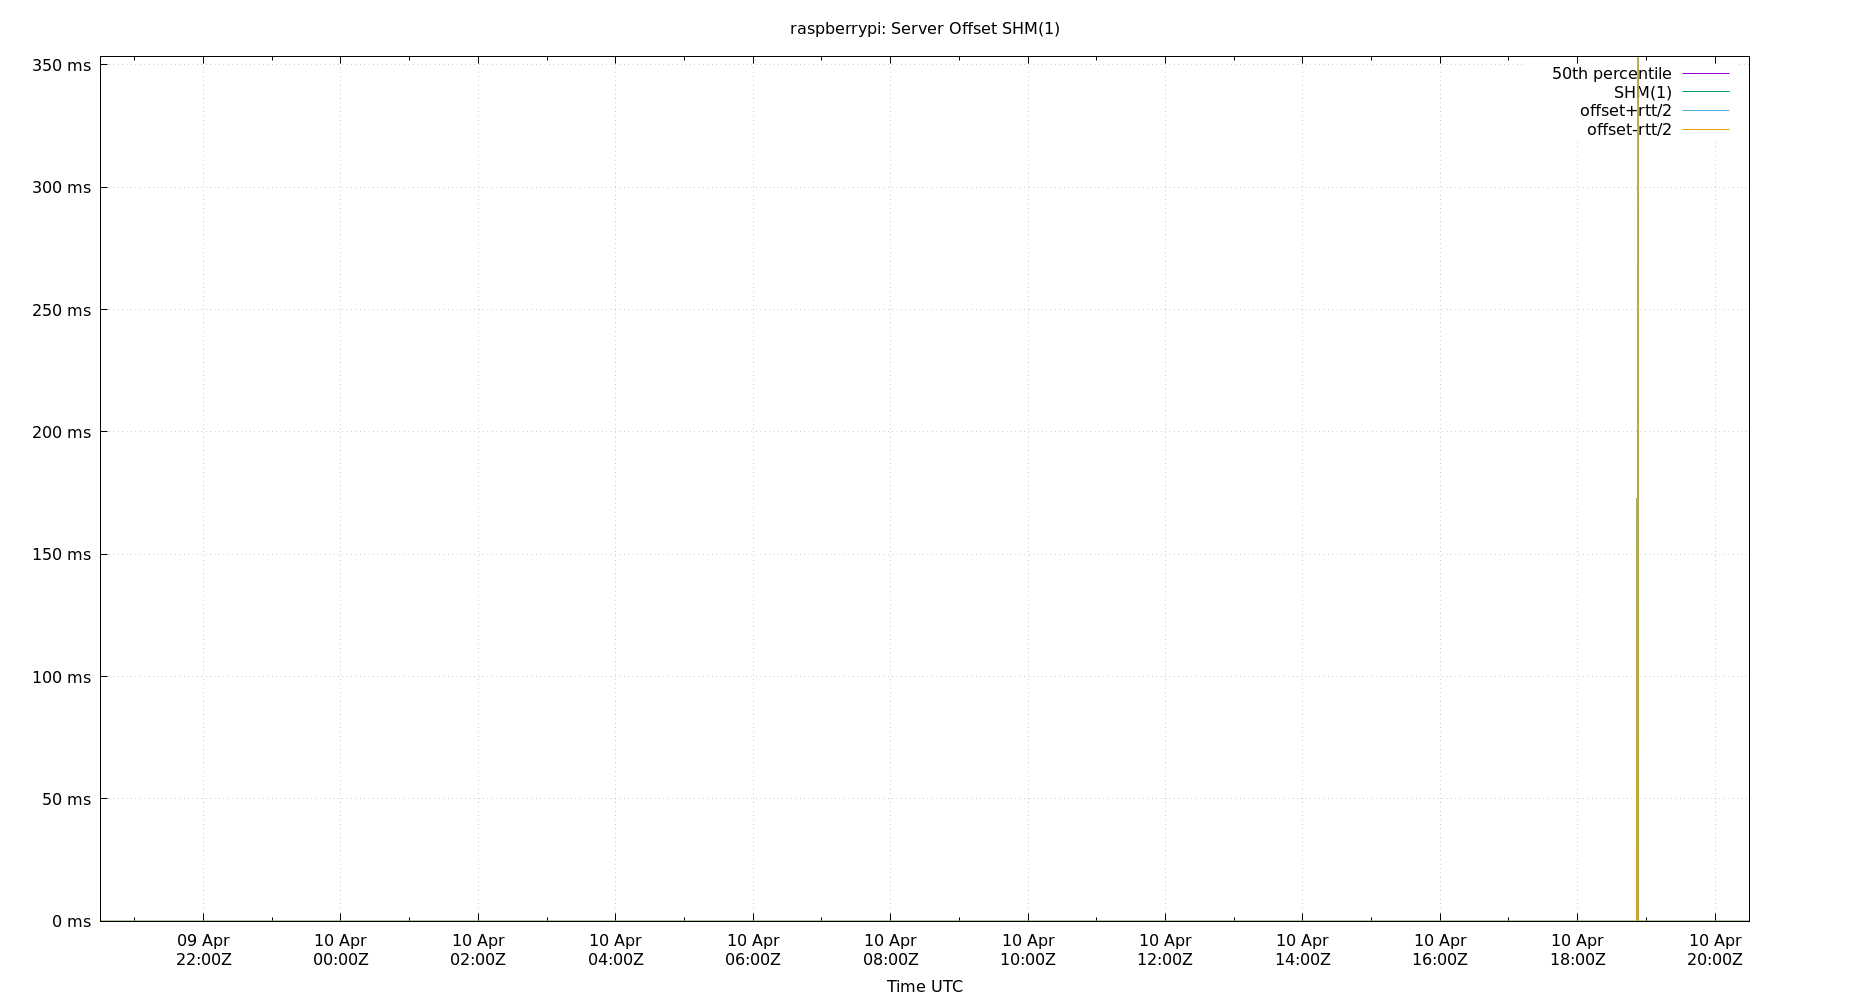 raspberrypi: Server Offset SHM(1)
350 ms
300 ms
250 ms
200 ms
150 ms
100 ms
50 ms
0 ms
50th percentile
SHM(1)
offset+rtt/2
offset-rtt/2
09 Apr 10 Apr 10 Apr 10 Apr 10 Apr 10 Apr 10 Apr 10 Apr 10 Apr 10 Apr 10 Apr 10 Apr
22:00Z 00:00Z 02:00Z 04:00Z 06:00Z 08:00Z 10:00Z 12:00Z 14:00Z 16:00Z 18:00Z 20:00Z
Time UTC